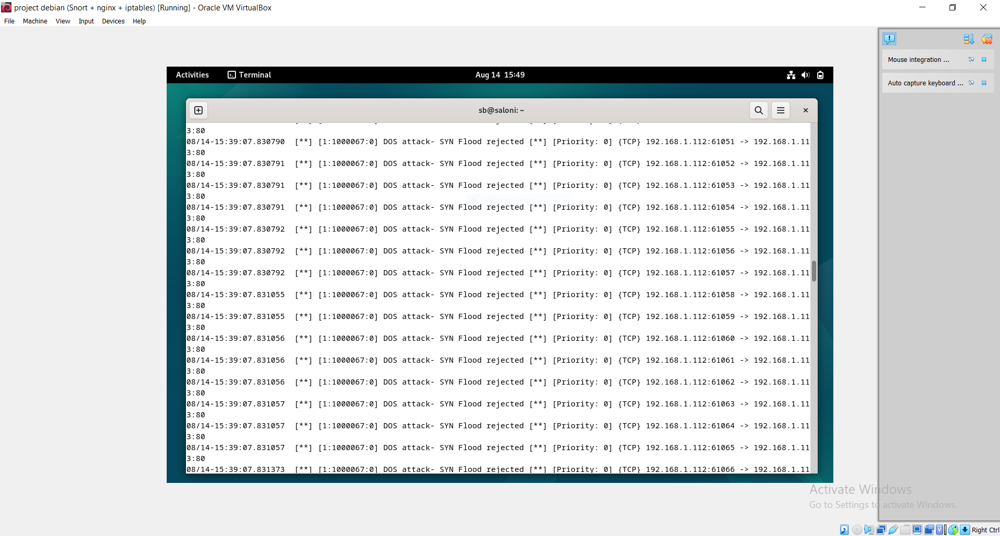 project debian (Snort + nginx + iptables) [Running] - Oracle VM VirtualBox
File Machine View Input Devices Help
Mouse integration ...
Auto capture keyboard ...
Activities Terminal Aug 14 15:49
sb@saloni: ~
3:80
08/14-15:39:07.830790 [**] [1:1000067:0] DOS attack- SYN Flood rejected [**] [Priority: 0] {TCP} 192.168.1.112:61051 -> 192.168.1.11
3:80
08/14-15:39:07.830791 [**] [1:1000067:0] DOS attack- SYN Flood rejected [**] [Priority: 0] {TCP} 192.168.1.112:61052 -> 192.168.1.11
3:80
08/14-15:39:07.830791 [**] [1:1000067:0] DOS attack- SYN Flood rejected [**] [Priority: 0] {TCP} 192.168.1.112:61053 -> 192.168.1.11
3:80
Window Snip
08/14-15:39:07.830791 [**] [1:1000067:0] DOS attack- SYN Flood rejected [**] [Priority: 0] {TCP} 192.168.1.112:61054 -> 192.168.1.11
3:80
08/14-15:39:07.830792 [**] [1:1000067:0] DOS attack- SYN Flood rejected [**] [Priority: 0] {TCP} 192.168.1.112:61055 -> 192.168.1.11
3:80
08/14-15:39:07.830792 [**] [1:1000067:0] DOS attack- SYN Flood rejected [**] [Priority: 0] {TCP} 192.168.1.112:61056 -> 192.168.1.11
3:80
08/14-15:39:07.830792 [**] [1:1000067:0] DOS attack- SYN Flood rejected [**] [Priority: 0] {TCP} 192.168.1.112:61057 -> 192.168.1.11
3:80
08/14-15:39:07.831055 [**] [1:1000067:0] DOS attack- SYN Flood rejected [**] [Priority: 0] {TCP} 192.168.1.112:61058 -> 192.168.1.11
3:80
08/14-15:39:07.831055 [**] [1:1000067:0] DOS attack- SYN Flood rejected [**] [Priority: 0] {TCP} 192.168.1.112:61059 -> 192.168.1.11
3:80
08/14-15:39:07.831056 [**] [1:1000067:0] DOS attack- SYN Flood rejected [**] [Priority: 0] {TCP} 192.168.1.112:61060 -> 192.168.1.11
3:80
08/14-15:39:07.831056 [**] [1:1000067:0] DOS attack- SYN Flood rejected [**] [Priority: 0] {TCP} 192.168.1.112:61061 -> 192.168.1.11
3:80
08/14-15:39:07.831056 [**] [1:1000067:0] DOS attack- SYN Flood rejected [**] [Priority: 0] {TCP} 192.168.1.112:61062 -> 192.168.1.11
3:80
08/14-15:39:07.831057 [**] [1:1000067:0] DOS attack- SYN Flood rejected [**] [Priority: 0] {TCP} 192.168.1.112:61063 -> 192.168.1.11
3:80
08/14-15:39:07.831057 [**] [1:1000067:0] DOS attack- SYN Flood rejected [**] [Priority: 0] {TCP} 192.168.1.112:61064 -> 192.168.1.11
3:80
08/14-15:39:07.831057 [**] [1:1000067:0] DOS attack- SYN Flood rejected [**] [Priority: 0] {TCP} 192.168.1.112:61065 -> 192.168.1.11
3:80
08/14-15:39:07.831373 [**] [1:1000067:0] DOS attack- SYN Flood rejected [**] [Priority: 0] {TCP} 192.168.1.112:61066 -> 192.168.1.11
Activate Windows
Go to Settings to activate Windows.
Right Ctrl